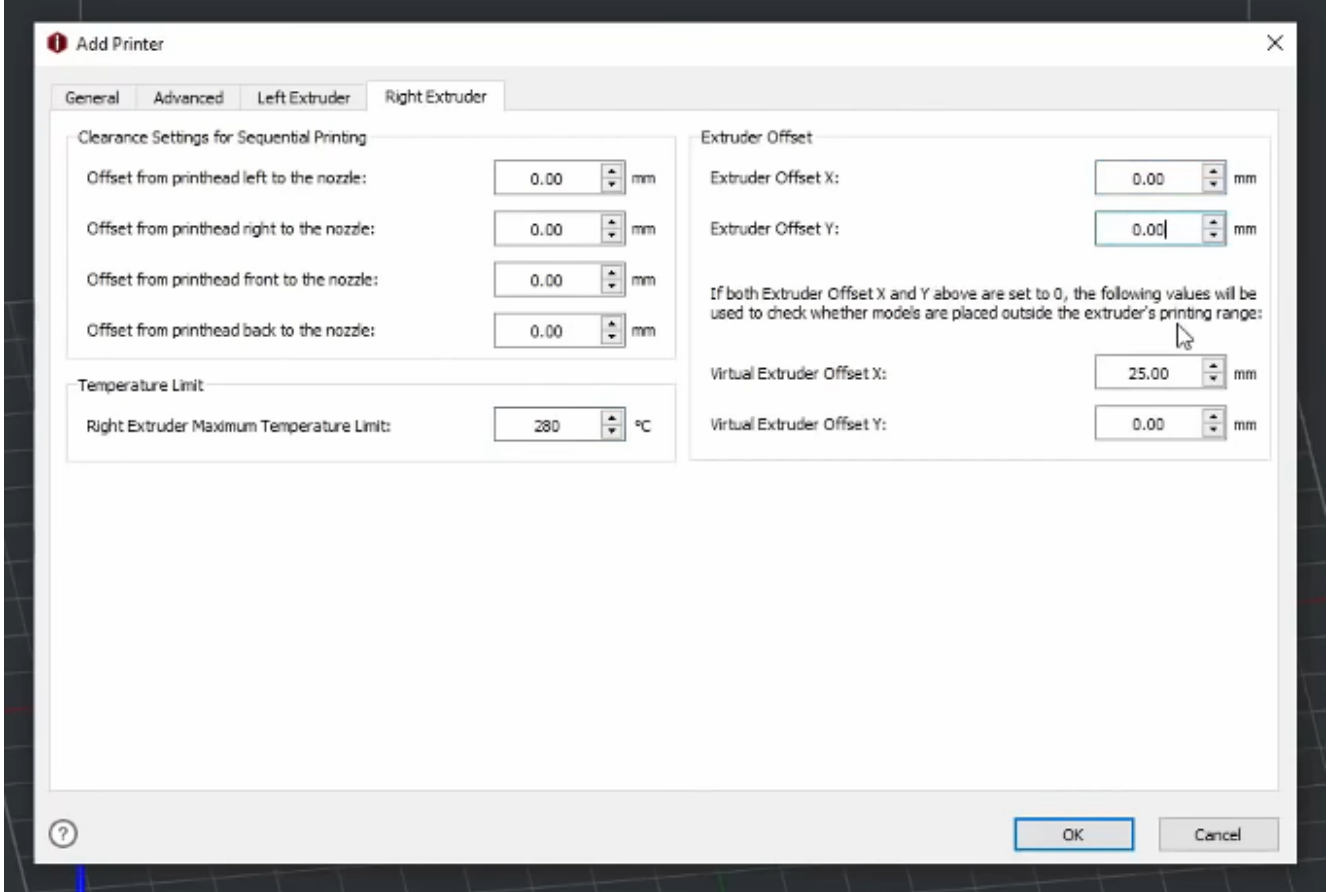 Add Printer
General
Advanced
Left Extruder
Right Extruder
Clearance Settings for Sequential Printing
Offset from printhead left to the nozzle:
0.00
mm
Offset from printhead right to the nozzle:
0.00
mm
Offset from printhead front to the nozzle:
0.00
mm
Offset from printhead back to the nozzle:
0.00
mm
Temperature Limit
Right Extruder Maximum Temperature Limit:
280
°C
Extruder Offset
Extruder Offset X:
0.00
mm
Extruder Offset Y:
0.00
mm
If both Extruder Offset X and Y above are set to 0, the following values will be
used to check whether models are placed outside the extruder's printing range:
Virtual Extruder Offset X:
25.00
mm
Virtual Extruder Offset Y:
0.00
mm
?
OK
Cancel